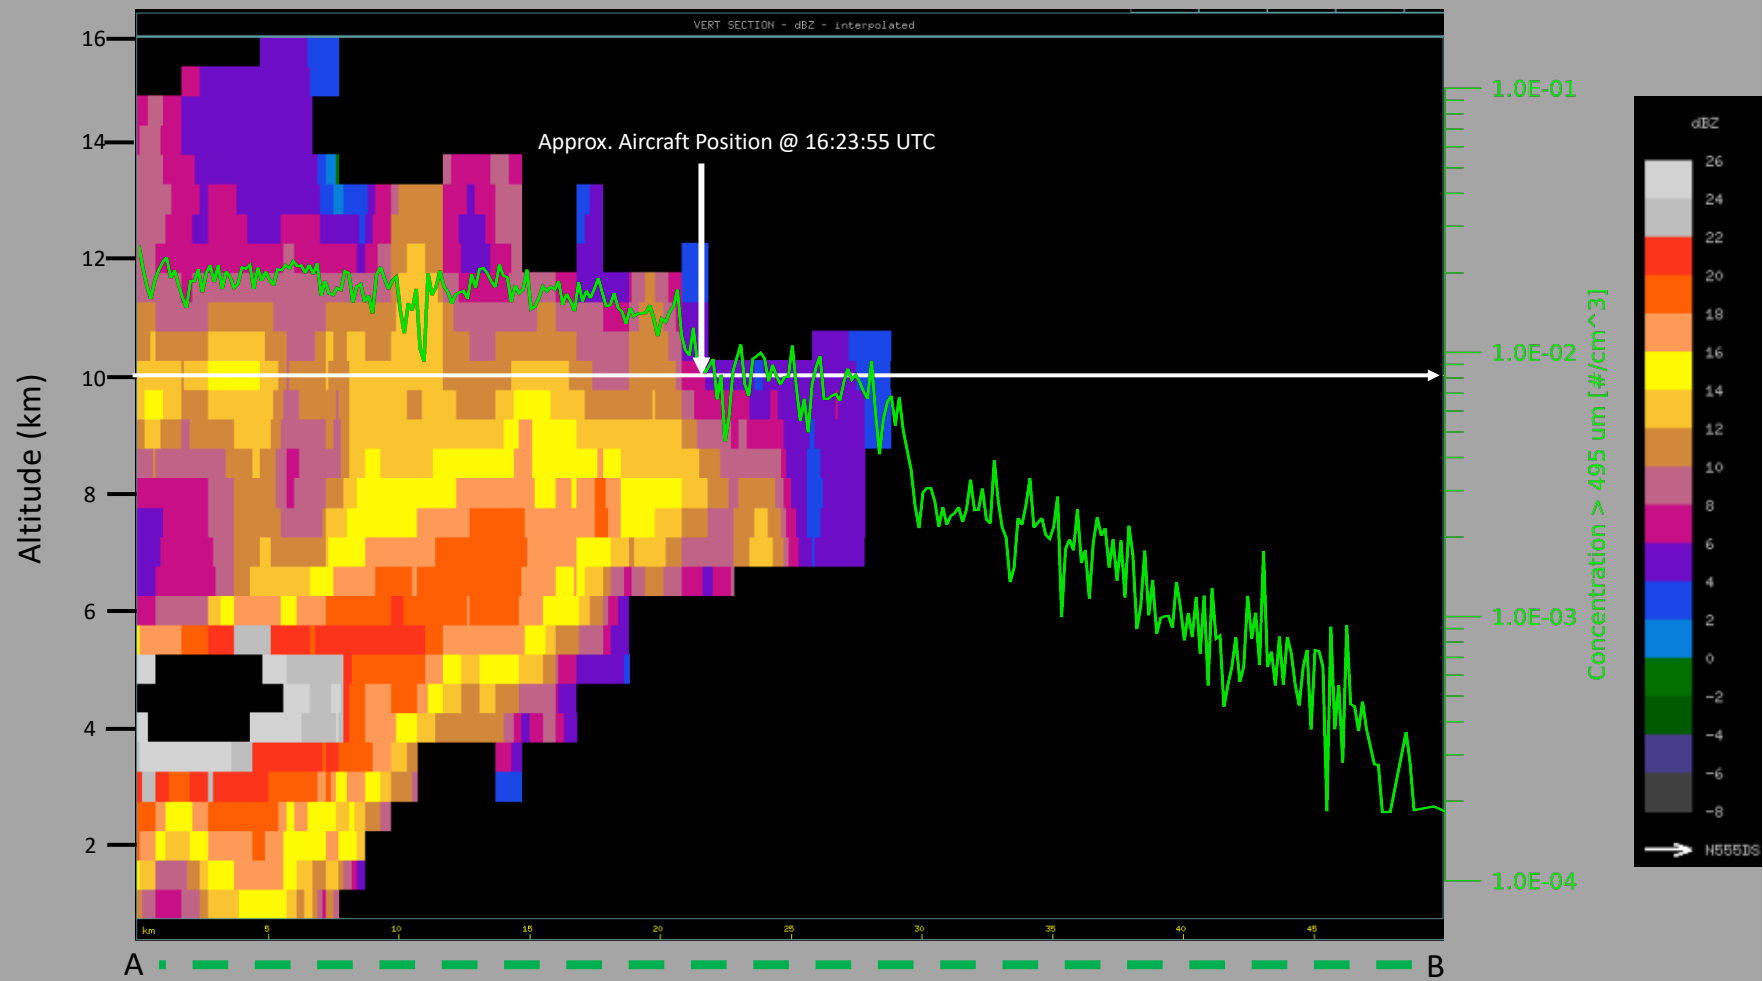 VERT SECTION - dBZ - interpolated
Approx. Aircraft Position @ 16:23:55 UTC
Altitude (km)
16
14
12
10
8
6
4
2
km
5
10
15
20
25
30
35
40
45
A
B
1.0E-01
1.0E-02
1.0E-03
1.0E-04
Concentration > 495 um [#/cm^3]
dBZ
26
24
22
20
18
16
14
12
10
8
6
4
2
0
-2
-4
-6
-8
N555DS